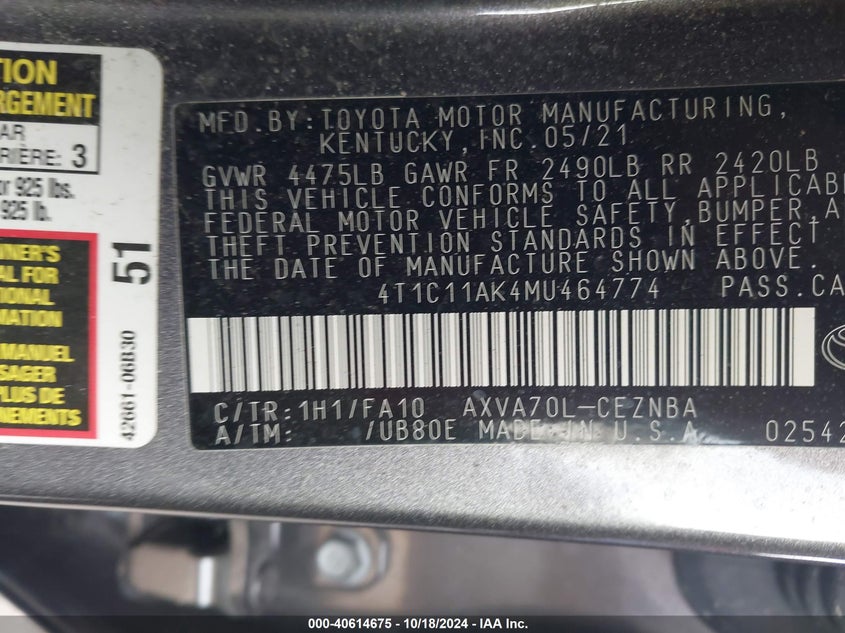 TION
RGEMENT
AR
RIÈRE: 3
or 925 lbs.
925 lb.
NER'S
AL FOR
TIONAL
MATION
MANUEL
SAGER
PLUS DE
NEMENTS
51
42661-06B30
MFD.BY:TOYOTA MOTOR MANUFACTURING,
KENTUCKY,INC.05/21
GVWR 4475LB GAWR FR 2490LB RR 2420LB
THIS VEHICLE CONFORMS TO ALL APPLICABL
FEDERAL MOTOR VEHICLE SAFETY,BUMPER,A
THEFT PREVENTION STANDARDS IN EFFECT
THE DATE OF MANUFACTURE SHOWN ABOVE.
4T1C11AK4MU464774 PASS.CA
C/TR:1H1/FA10 AXVA70L-CEZNBA
A/TM: /UB80E MADE IN U.S.A 02542
000-40614675 - 10/18/2024 - IAA Inc.